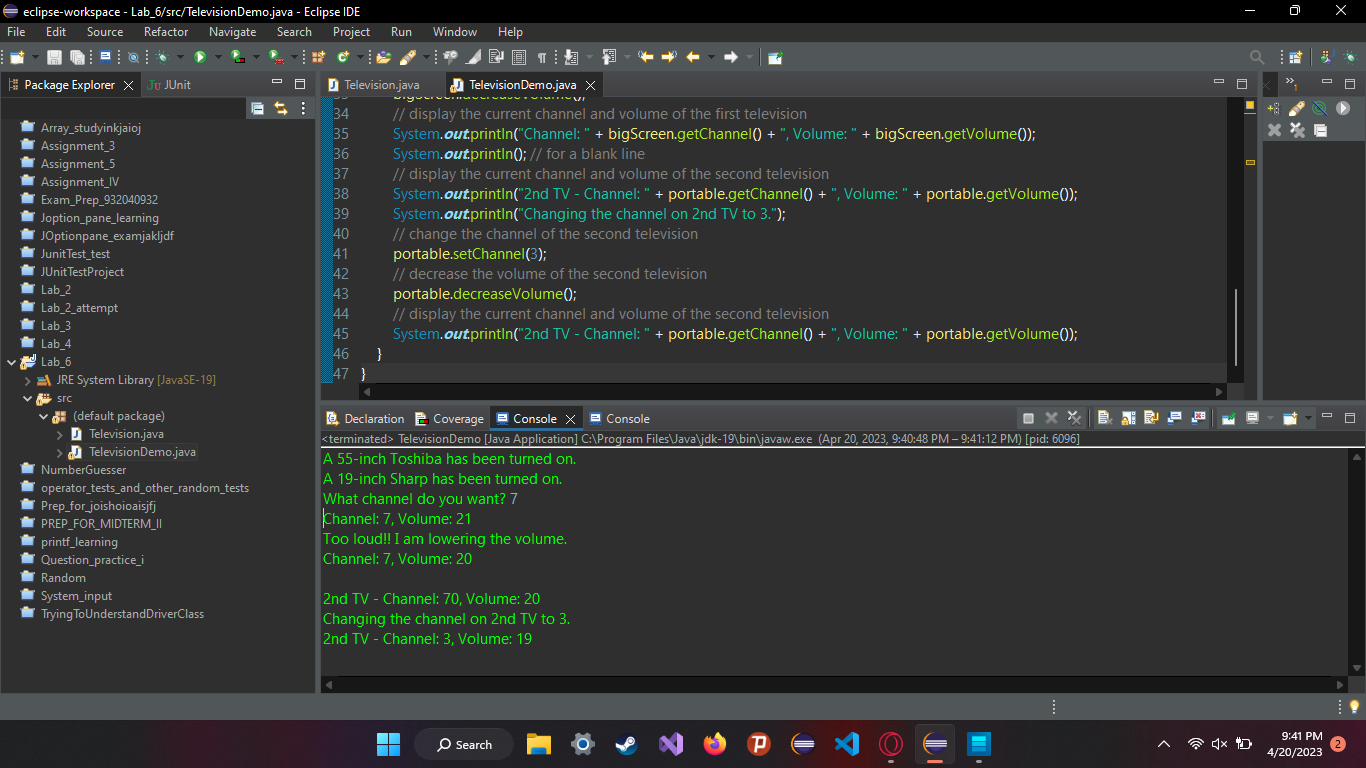 eclipse-workspace - Lab_6/src/TelevisionDemo.java - Eclipse IDE
File Edit Source Refactor Navigate Search Project Run Window Help
Package Explorer
JUnit
Array_studyinkjaioj
Assignment_3
Assignment_5
Assignment_IV
Exam_Prep_932040932
Joption_pane_learning
JOptionpane_examjakljdf
JunitTest_test
JUnitTestProject
Lab_2
Lab_2_attempt
Lab_3
Lab_4
Lab_6
JRE System Library [JavaSE-19]
src
(default package)
Television.java
TelevisionDemo.java
NumberGuesser
operator_tests_and_other_random_tests
Prep_for_joishoioaisjfj
PREP_FOR_MIDTERM_II
printf_learning
Question_practice_i
Random
System_input
TryingToUnderstandDriverClass
Television.java
TelevisionDemo.java
33 bigScreen.decreaseVolume();
34 // display the current channel and volume of the first television
35 System.out.println("Channel: " + bigScreen.getChannel() + ", Volume: " + bigScreen.getVolume());
36 System.out.println(); // for a blank line
37 // display the current channel and volume of the second television
38 System.out.println("2nd TV - Channel: " + portable.getChannel() + ", Volume: " + portable.getVolume());
39 System.out.println("Changing the channel on 2nd TV to 3.");
40 // change the channel of the second television
41 portable.setChannel(3);
42 // decrease the volume of the second television
43 portable.decreaseVolume();
44 // display the current channel and volume of the second television
45 System.out.println("2nd TV - Channel: " + portable.getChannel() + ", Volume: " + portable.getVolume());
46 }
47 }
»1
Declaration Coverage Console Console
<terminated> TelevisionDemo [Java Application] C:\Program Files\Java\jdk-19\bin\javaw.exe (Apr 20, 2023, 9:40:48 PM – 9:41:12 PM) [pid: 6096]
A 55-inch Toshiba has been turned on.
A 19-inch Sharp has been turned on.
What channel do you want? 7
Channel: 7, Volume: 21
Too loud!! I am lowering the volume.
Channel: 7, Volume: 20
2nd TV - Channel: 70, Volume: 20
Changing the channel on 2nd TV to 3.
2nd TV - Channel: 3, Volume: 19
Search
9:41 PM
4/20/2023
2